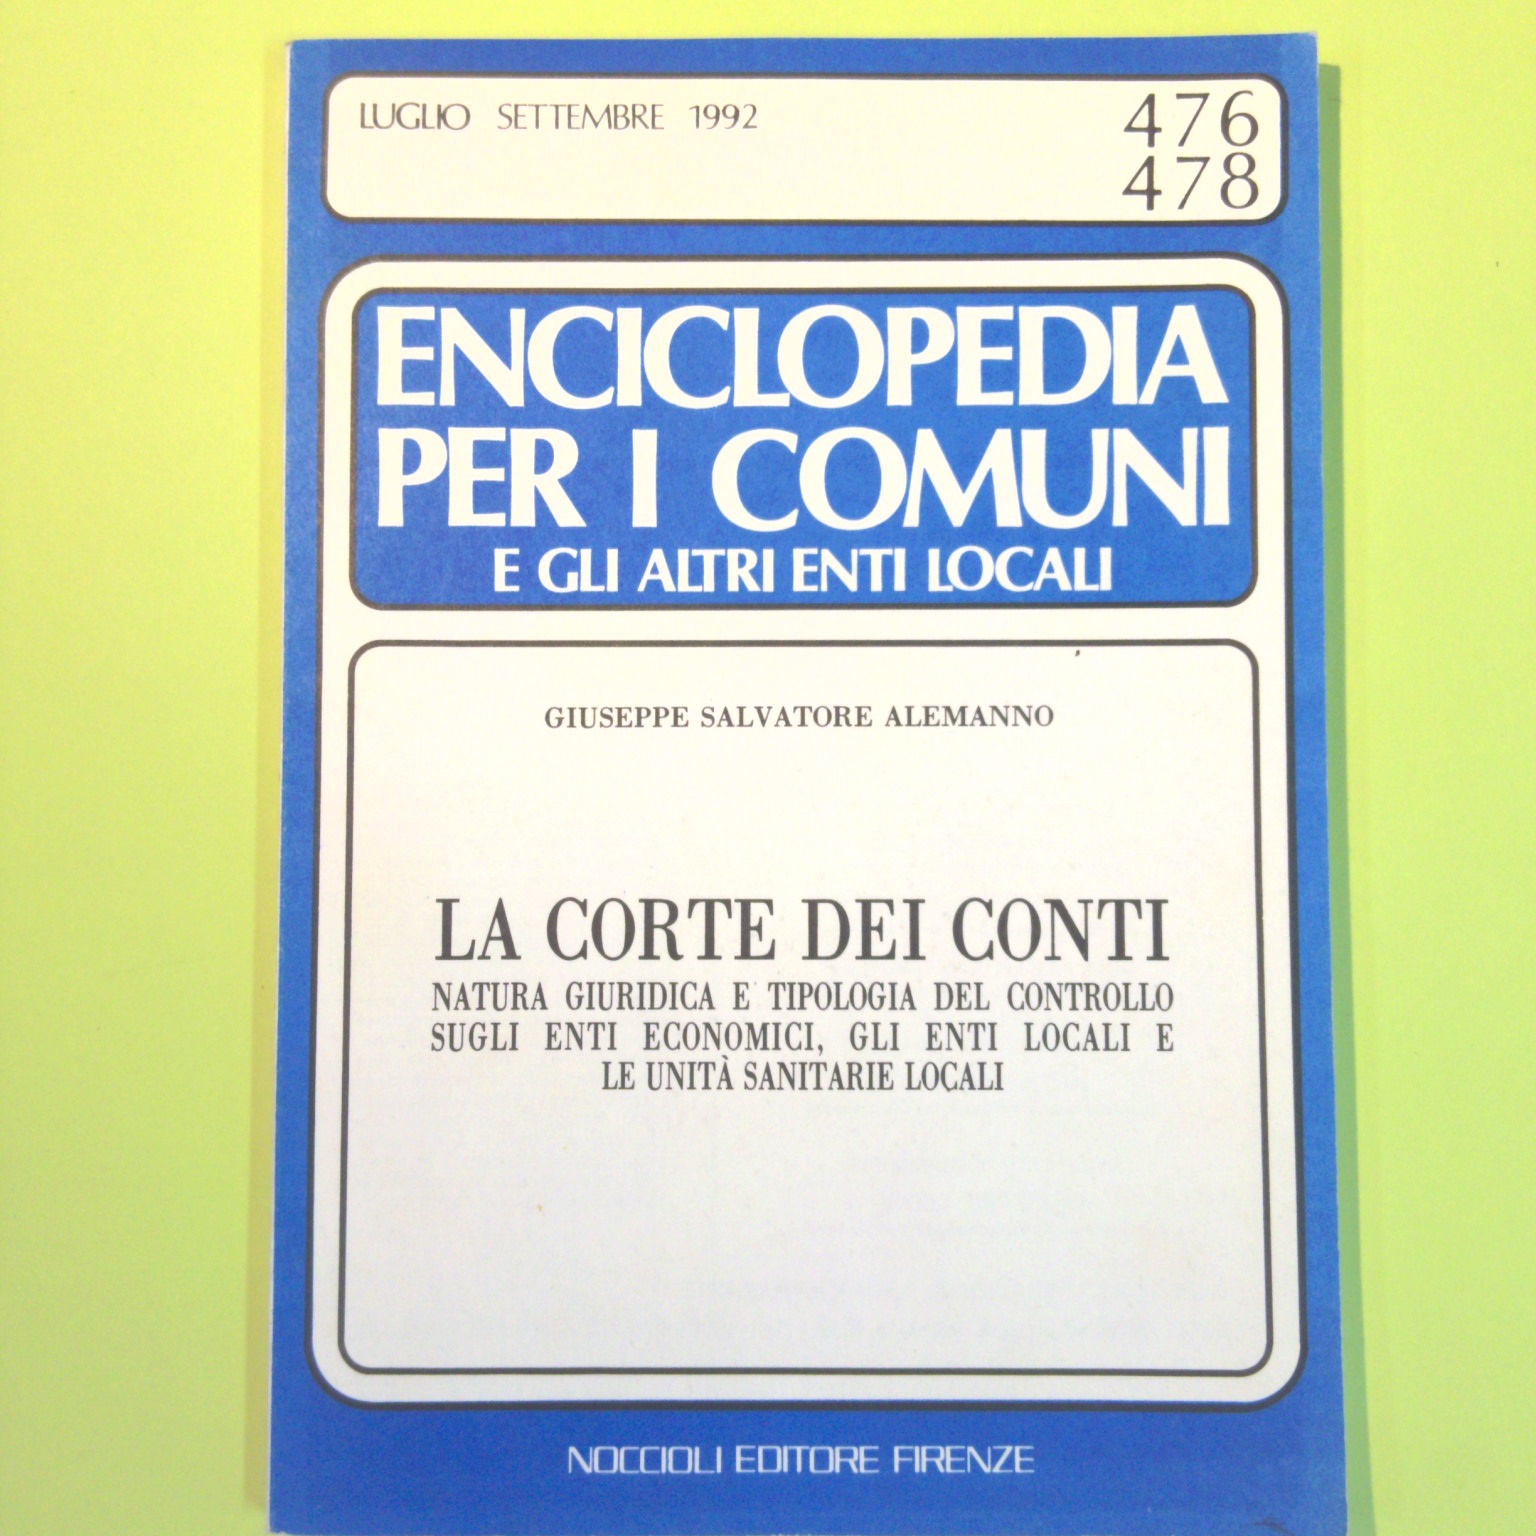 LUGLIO SETTEMBRE 1992
476
478
ENCICLOPEDIA
PER I COMUNI
E GLI ALTRI ENTI LOCALI
GIUSEPPE SALVATORE ALEMANNO
LA CORTE DEI CONTI
NATURA GIURIDICA E TIPOLOGIA DEL CONTROLLO
SUGLI ENTI ECONOMICI, GLI ENTI LOCALI E
LE UNITÀ SANITARIE LOCALI
NOCCIOLI EDITORE FIRENZE